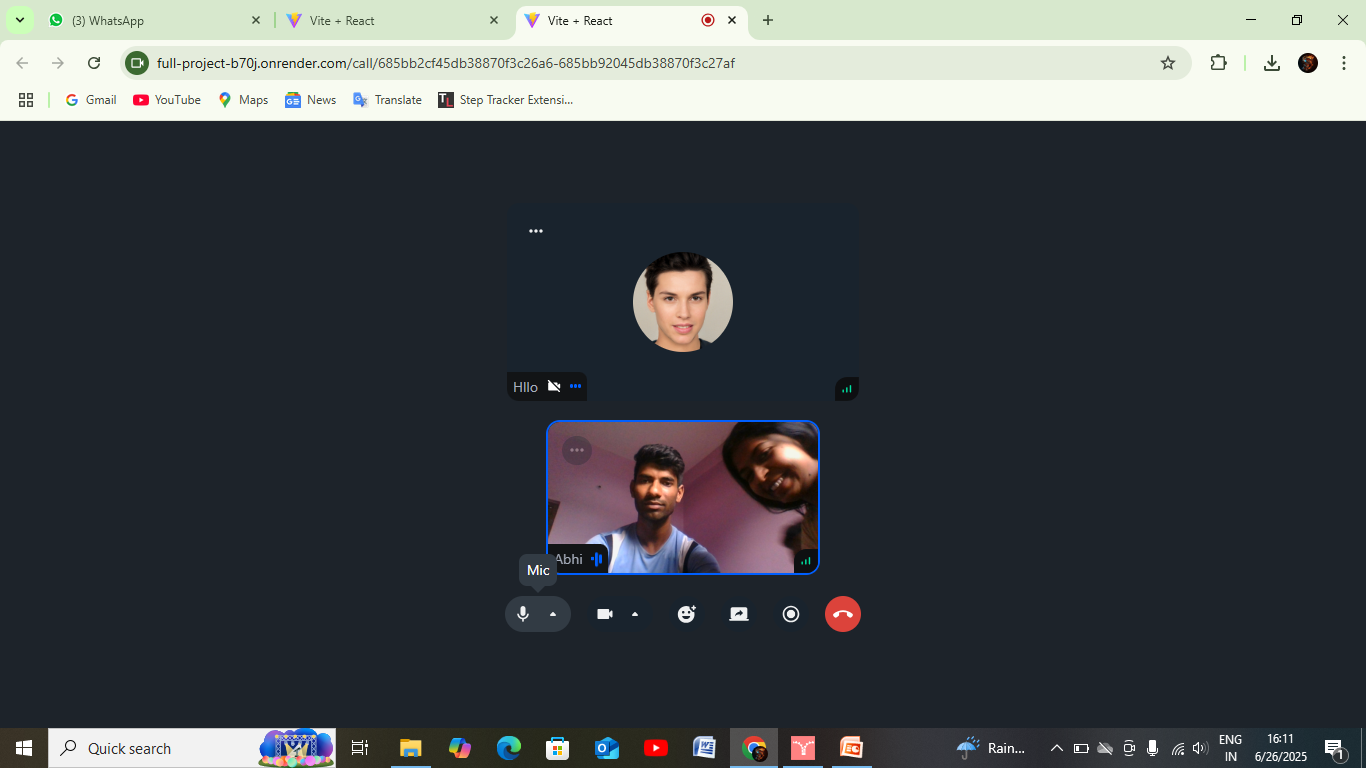 (3) WhatsApp
Vite + React
Vite + React
full-project-b70j.onrender.com/call/685bb2cf45db38870f3c26a6-685bb92045db38870f3c27af
Gmail
YouTube
Maps
News
Translate
Step Tracker Extensi...
Hllo
Abhi
Mic
Quick search
Rain...
ENG
IN
16:11
6/26/2025
1